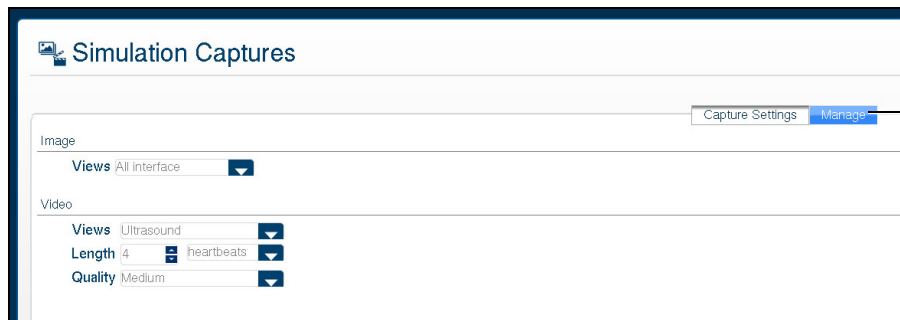 Simulation Captures
Capture Settings Manage
Image
Views All interface
Video
Views Ultrasound
Length 4 heartbeats
Quality Medium